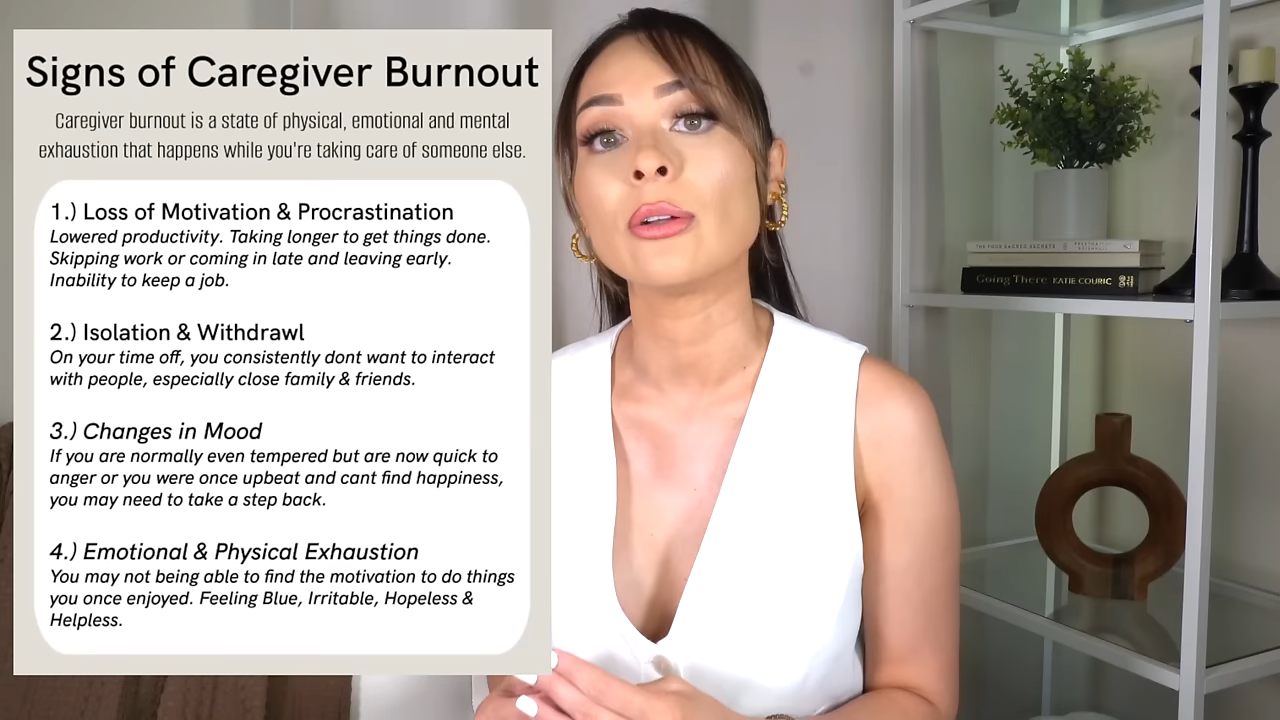 Signs of Caregiver Burnout
Caregiver burnout is a state of physical, emotional and mental
exhaustion that happens while you're taking care of someone else.
1.) Loss of Motivation & Procrastination
Lowered productivity. Taking longer to get things done.
Skipping work or coming in late and leaving early.
Inability to keep a job.
2.) Isolation & Withdrawl
On your time off, you consistently dont want to interact
with people, especially close family & friends.
3.) Changes in Mood
If you are normally even tempered but are now quick to
anger or you were once upbeat and cant find happiness,
you may need to take a step back.
4.) Emotional & Physical Exhaustion
You may not being able to find the motivation to do things
you once enjoyed. Feeling Blue, Irritable, Hopeless &
Helpless.
THE FOUR SACRED SECRETS
Going There KATIE COURIC